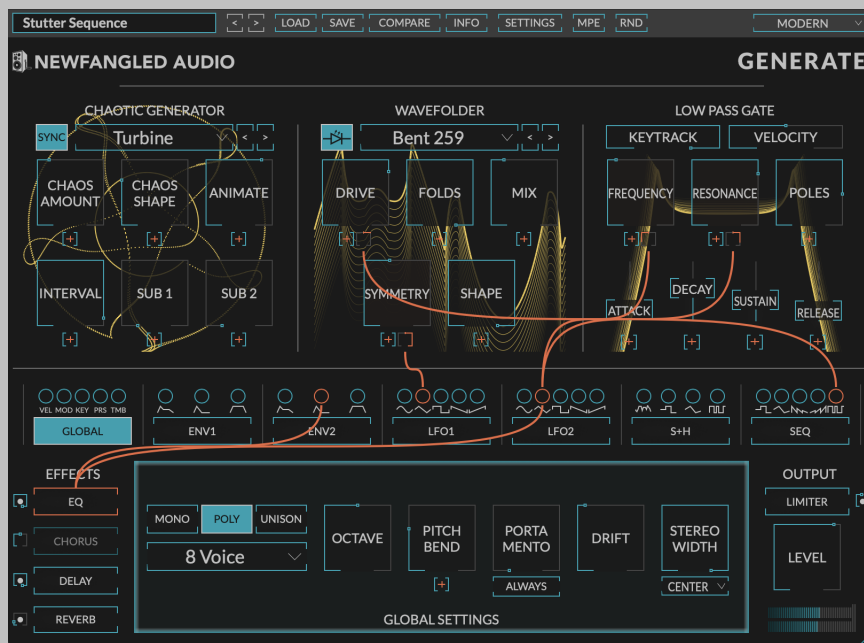 Stutter Sequence < > LOAD SAVE COMPARE INFO SETTINGS MPE RND MODERN
NEWFANGLED AUDIO GENERATE
CHAOTIC GENERATOR WAVEFOLDER LOW PASS GATE
SYNC Turbine < > Bent 259 < > KEYTRACK VELOCITY
CHAOS AMOUNT CHAOS SHAPE ANIMATE DRIVE FOLDS MIX FREQUENCY RESONANCE POLES
INTERVAL SUB 1 SUB 2 SYMMETRY SHAPE ATTACK DECAY SUSTAIN RELEASE
VEL MOD KEY PRS TMB
GLOBAL ENV1 ENV2 LFO1 LFO2 S+H SEQ
EFFECTS OUTPUT
EQ LIMITER
MONO POLY UNISON
CHORUS
8 Voice
OCTAVE PITCH BEND PORTA MENTO DRIFT STEREO WIDTH LEVEL
DELAY
ALWAYS CENTER
REVERB
GLOBAL SETTINGS